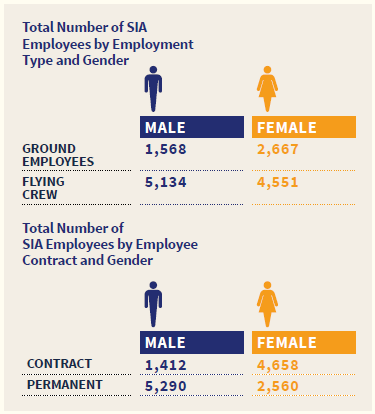 Total Number of SIA
Employees by Employment
Type and Gender
MALE FEMALE
GROUND
EMPLOYEES 1,568 2,667
FLYING
CREW 5,134 4,551
Total Number of
SIA Employees by Employee
Contract and Gender
MALE FEMALE
CONTRACT 1,412 4,658
PERMANENT 5,290 2,560